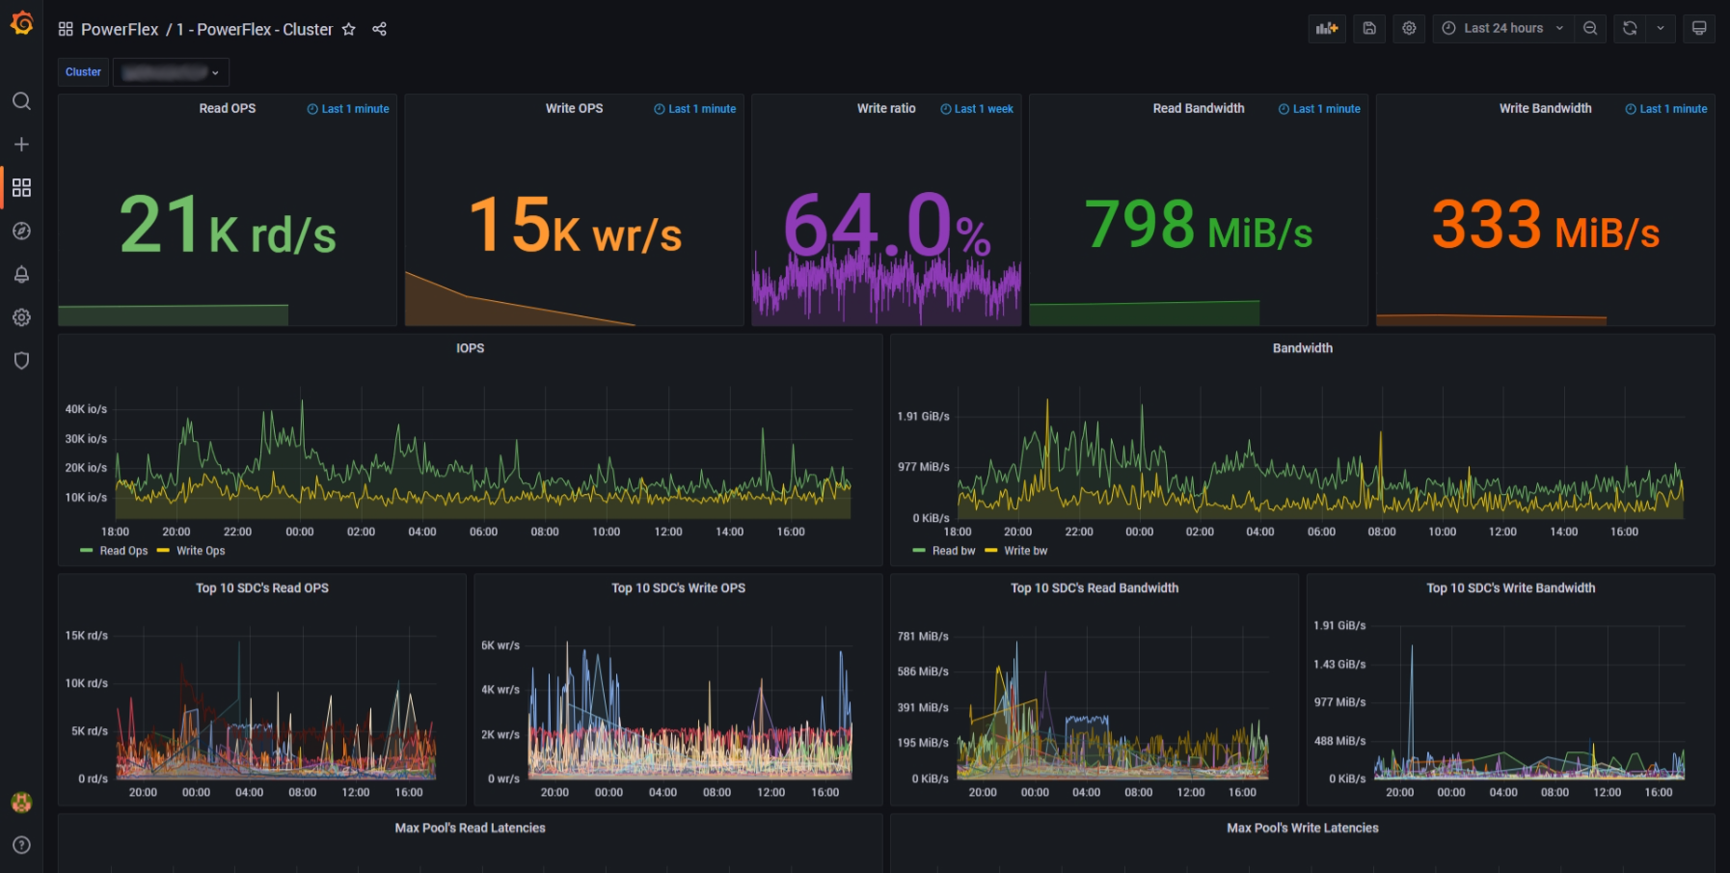 PowerFlex / 1 - PowerFlex - Cluster
Last 24 hours
Cluster
Read OPS Last 1 minute
21K rd/s
Write OPS Last 1 minute
15K wr/s
Write ratio Last 1 week
64.0%
Read Bandwidth Last 1 minute
798 MiB/s
Write Bandwidth Last 1 minute
333 MiB/s
IOPS
40K io/s
30K io/s
20K io/s
10K io/s
18:00 20:00 22:00 00:00 02:00 04:00 06:00 08:00 10:00 12:00 14:00 16:00
Read Ops Write Ops
Bandwidth
1.91 GiB/s
977 MiB/s
0 KiB/s
18:00 20:00 22:00 00:00 02:00 04:00 06:00 08:00 10:00 12:00 14:00 16:00
Read bw Write bw
Top 10 SDC's Read OPS
15K rd/s
10K rd/s
5K rd/s
0 rd/s
20:00 00:00 04:00 08:00 12:00 16:00
Top 10 SDC's Write OPS
6K wr/s
4K wr/s
2K wr/s
0 wr/s
20:00 00:00 04:00 08:00 12:00 16:00
Top 10 SDC's Read Bandwidth
781 MiB/s
586 MiB/s
391 MiB/s
195 MiB/s
0 KiB/s
20:00 00:00 04:00 08:00 12:00 16:00
Top 10 SDC's Write Bandwidth
1.91 GiB/s
1.43 GiB/s
977 MiB/s
488 MiB/s
0 KiB/s
20:00 00:00 04:00 08:00 12:00 16:00
Max Pool's Read Latencies
Max Pool's Write Latencies